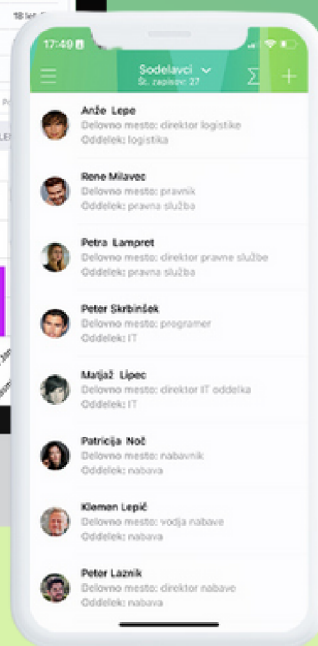 18 let
17:49
Sodelavci
Št. zapisov: 27
Σ
+
Anže Lepe
Delovno mesto: direktor logistike
Oddelek: logistika
Rene Milavec
Delovno mesto: pravnik
Oddelek: pravna služba
Petra Lampret
Delovno mesto: direktor pravne službe
Oddelek: pravna služba
Peter Skrbinšek
Delovno mesto: programer
Oddelek: IT
Matjaž Lipec
Delovno mesto: direktor IT oddelka
Oddelek: IT
Patricija Noč
Delovno mesto: nabavnik
Oddelek: nabava
Klemen Lepič
Delovno mesto: vodja nabave
Oddelek: nabava
Peter Laznik
Delovno mesto: direktor nabave
Oddelek: nabava